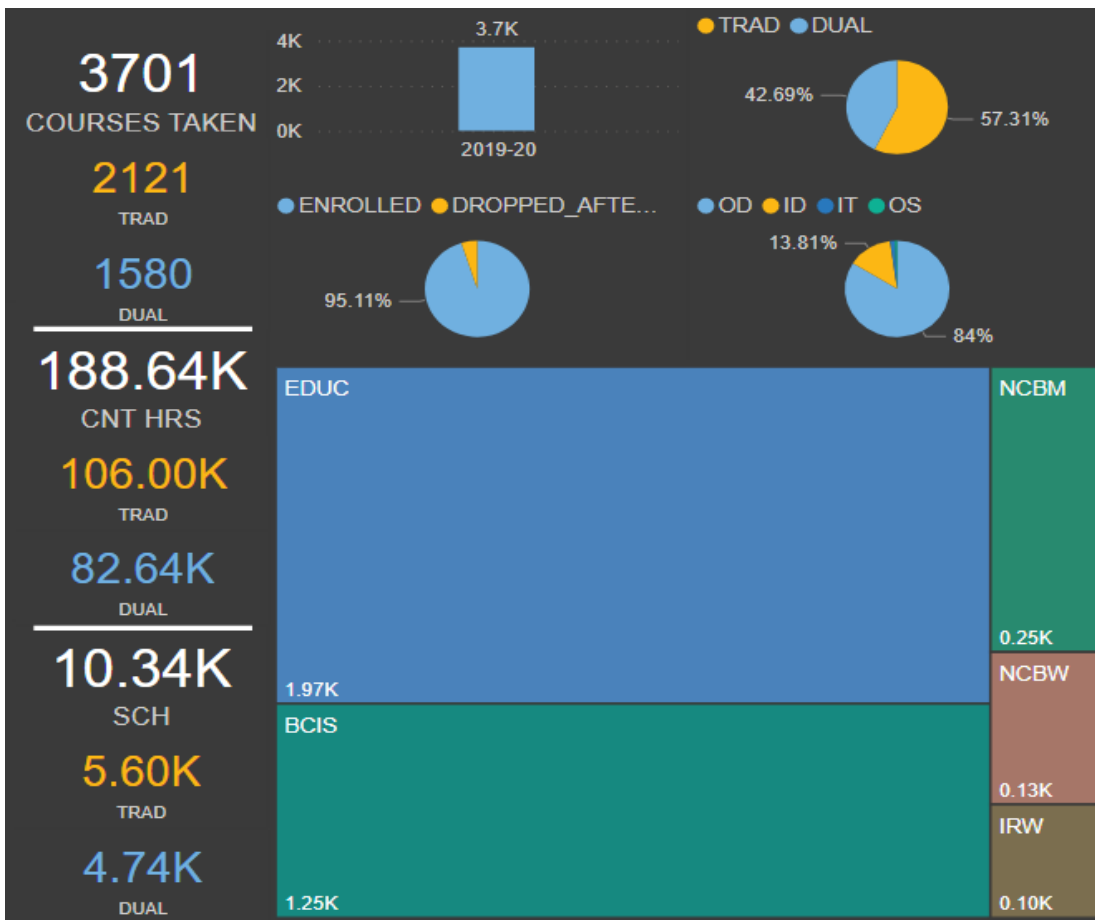 3701
COURSES TAKEN
2121
TRAD
1580
DUAL
188.64K
CNT HRS
106.00K
TRAD
82.64K
DUAL
10.34K
SCH
5.60K
TRAD
4.74K
DUAL
3.7K
4K
2K
0K
2019-20
TRAD DUAL
42.69%
57.31%
ENROLLED DROPPED_AFTE...
95.11%
OD ID IT OS
13.81%
84%
EDUC
1.97K
BCIS
1.25K
NCBM
0.25K
NCBW
0.13K
IRW
0.10K